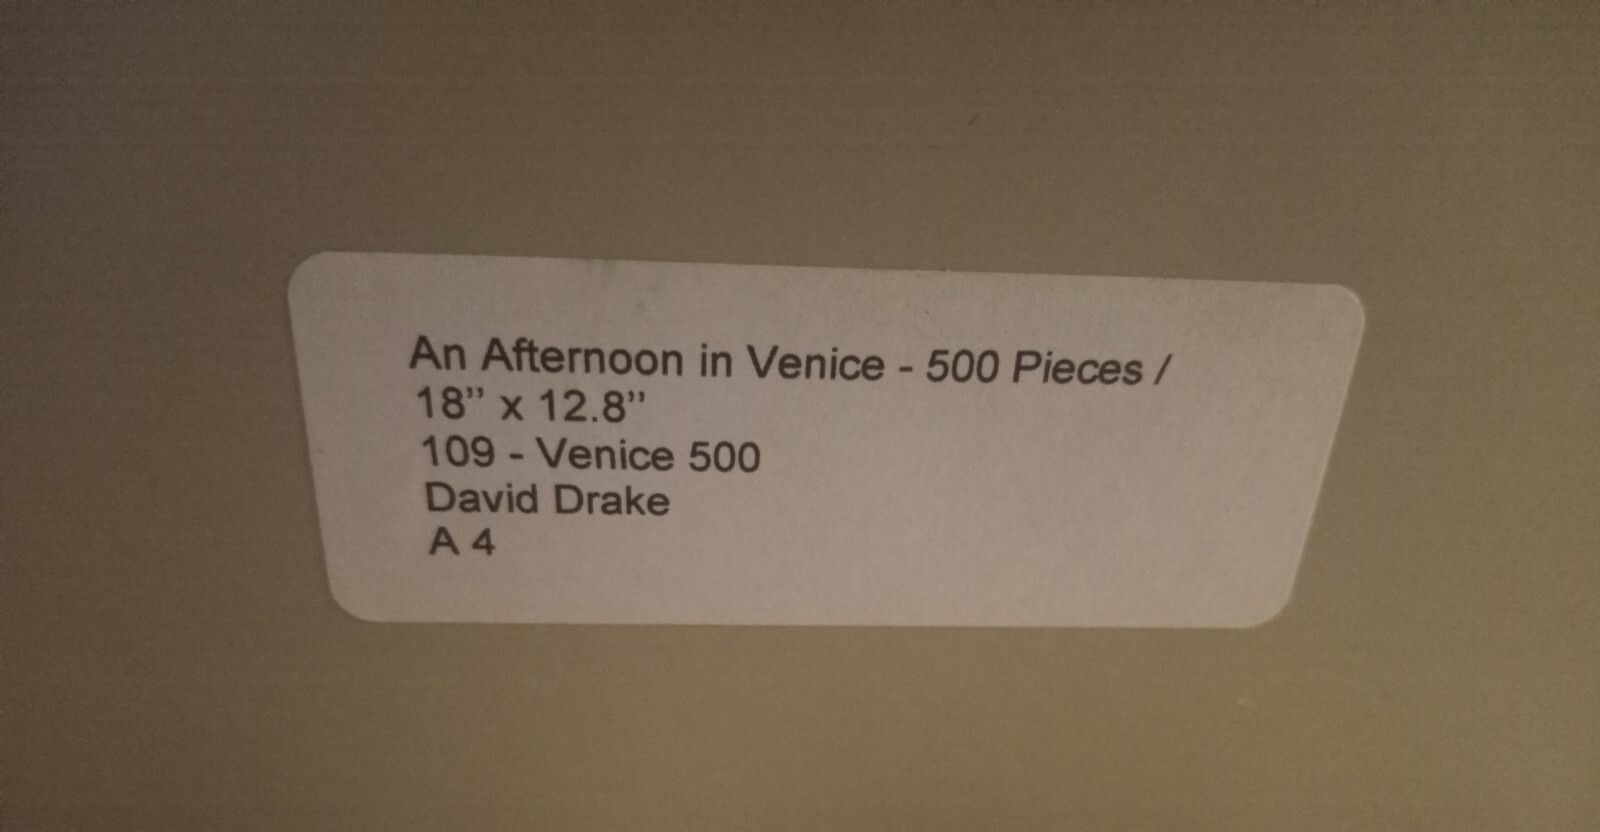 An Afternoon in Venice - 500 Pieces /
18” x 12.8”
109 - Venice 500
David Drake
A 4